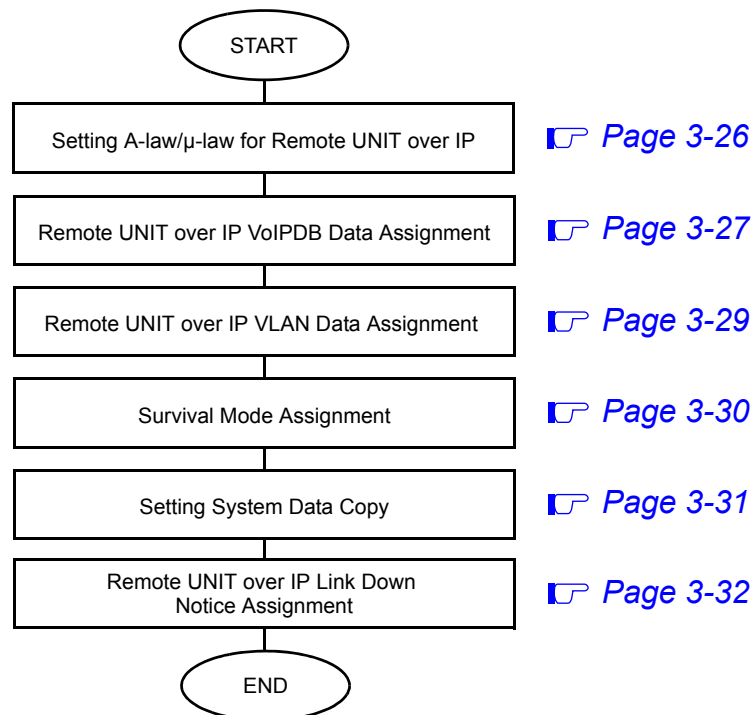 START
Setting A-law/μ-law for Remote UNIT over IP
Page 3-26
Remote UNIT over IP VoIPDB Data Assignment
Page 3-27
Remote UNIT over IP VLAN Data Assignment
Page 3-29
Survival Mode Assignment
Page 3-30
Setting System Data Copy
Page 3-31
Remote UNIT over IP Link Down
Notice Assignment
Page 3-32
END